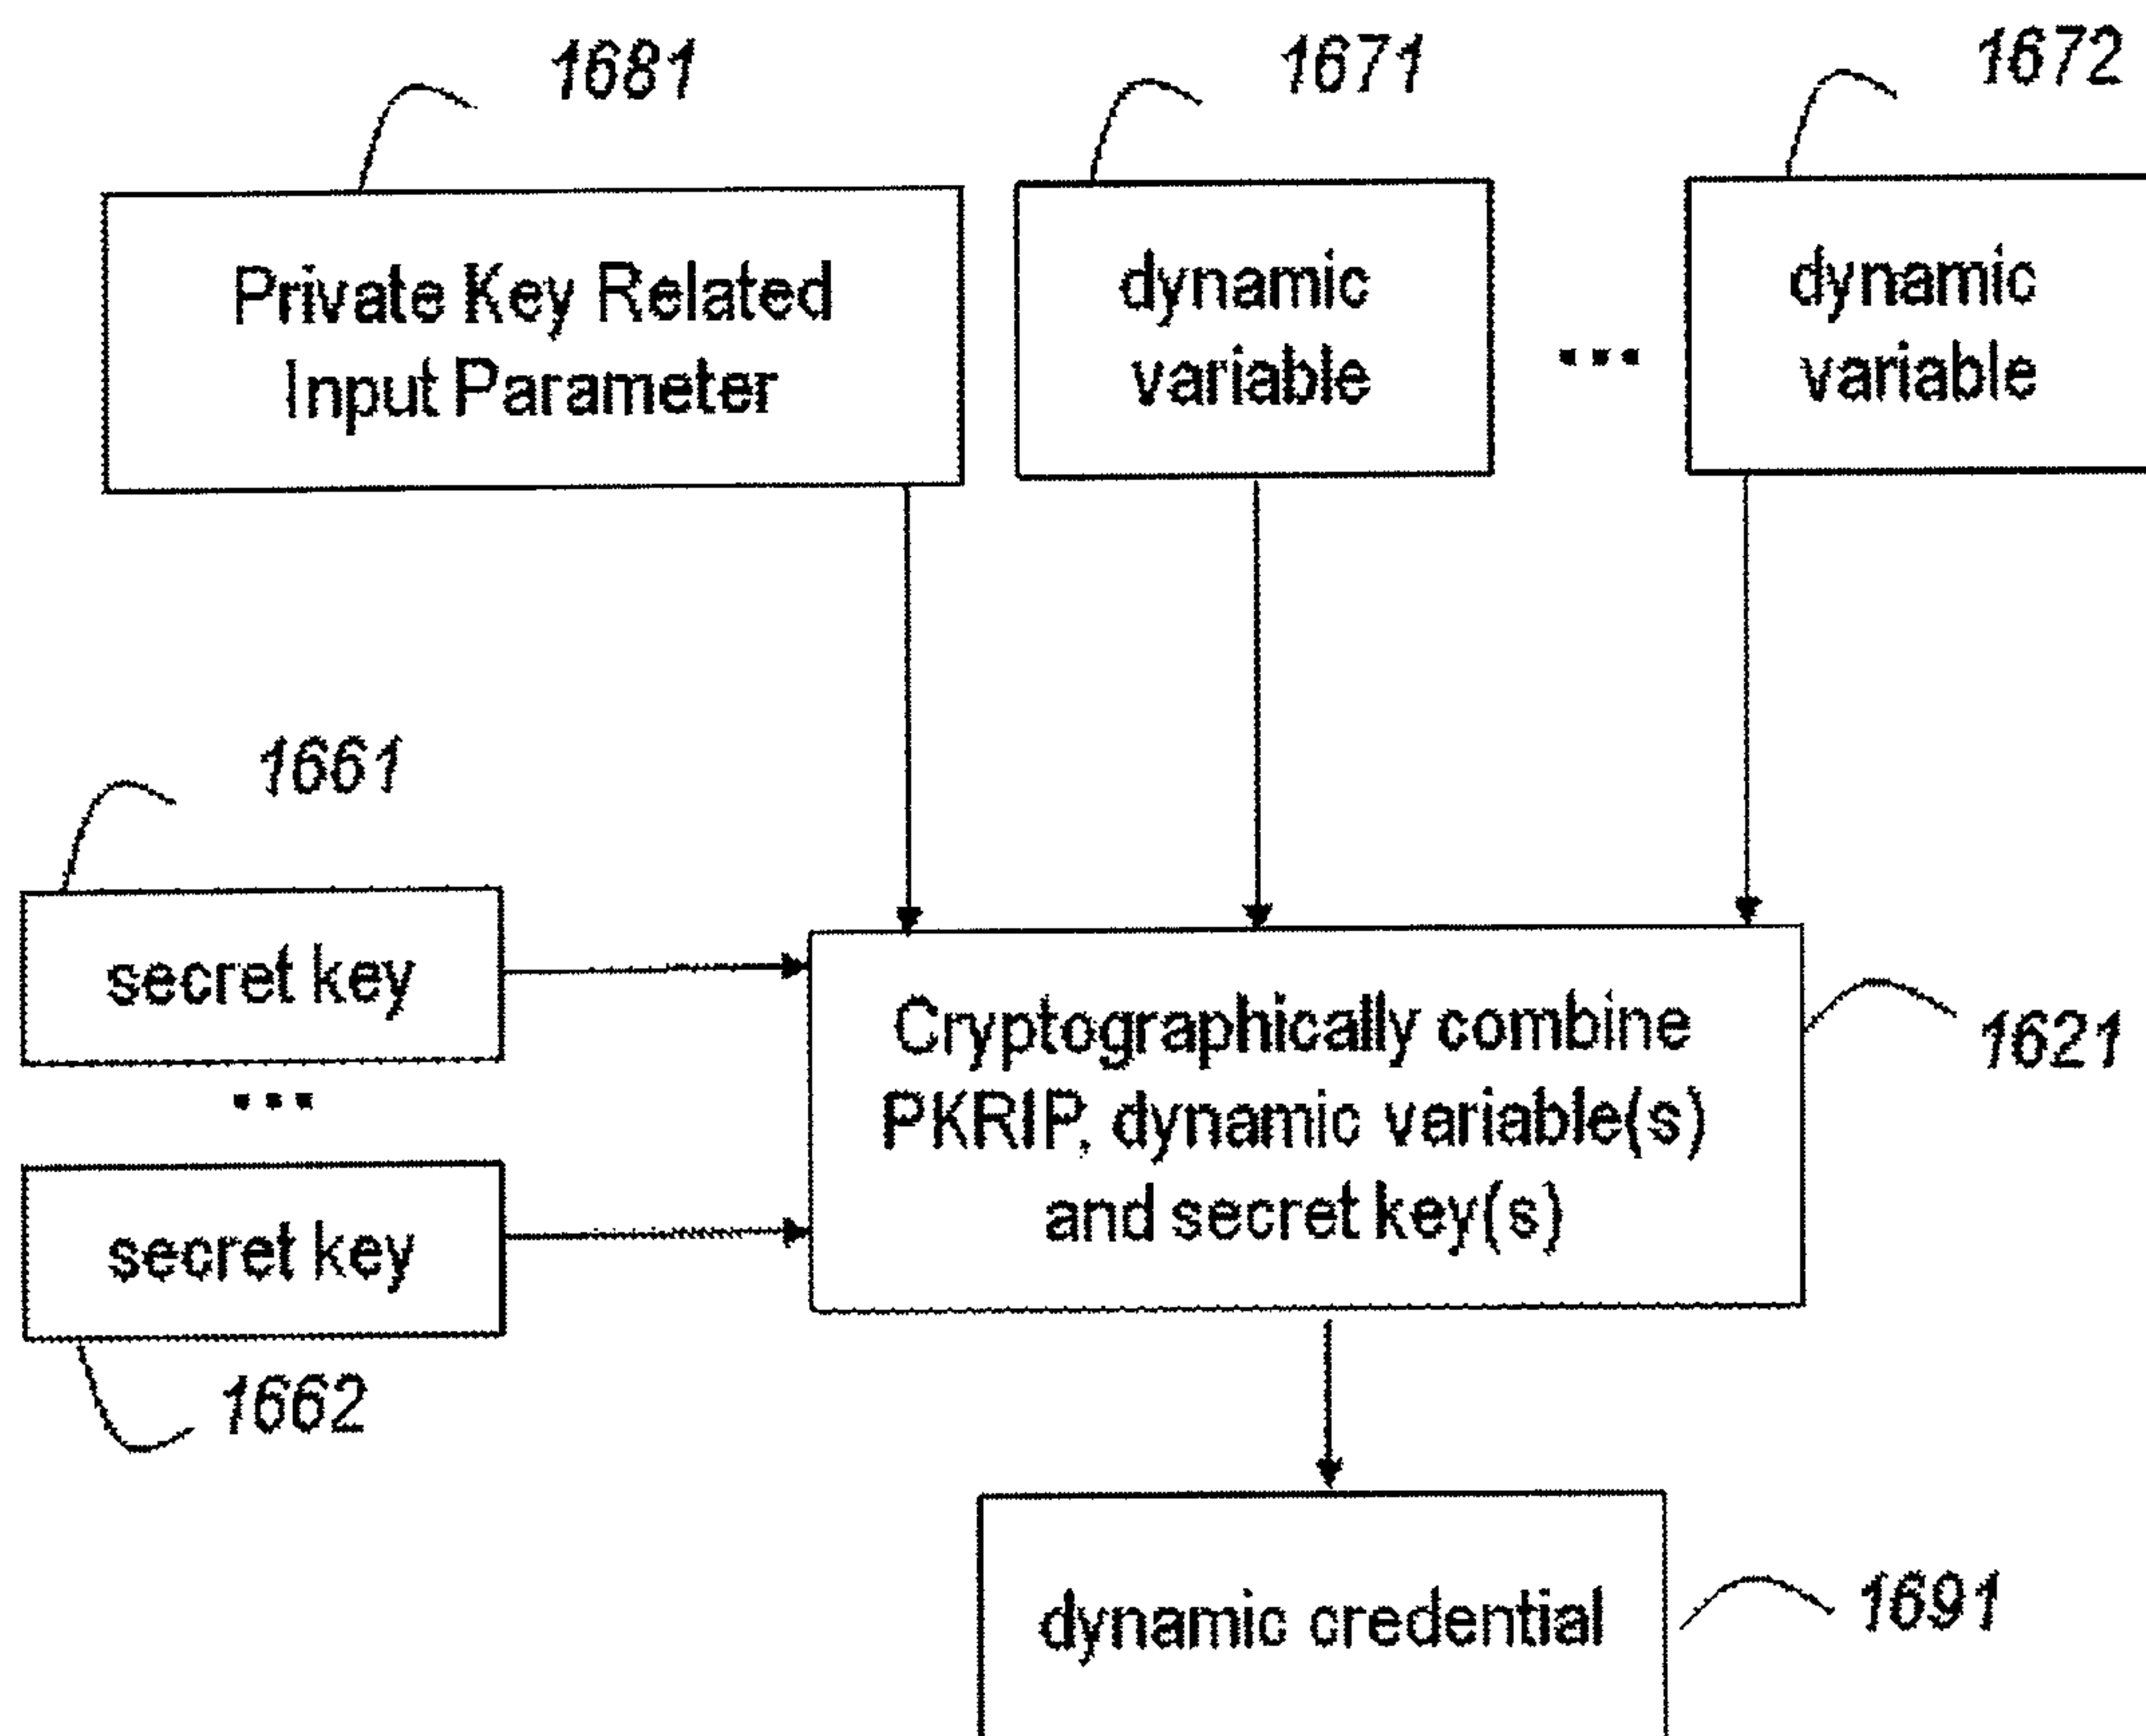 1681
1671
1672
Private Key Related
Input Parameter
dynamic
variable
...
dynamic
variable
1661
secret key
...
secret key
1662
Cryptographically combine
PKRIP, dynamic variable(s)
and secret key(s)
1621
dynamic credential
1691